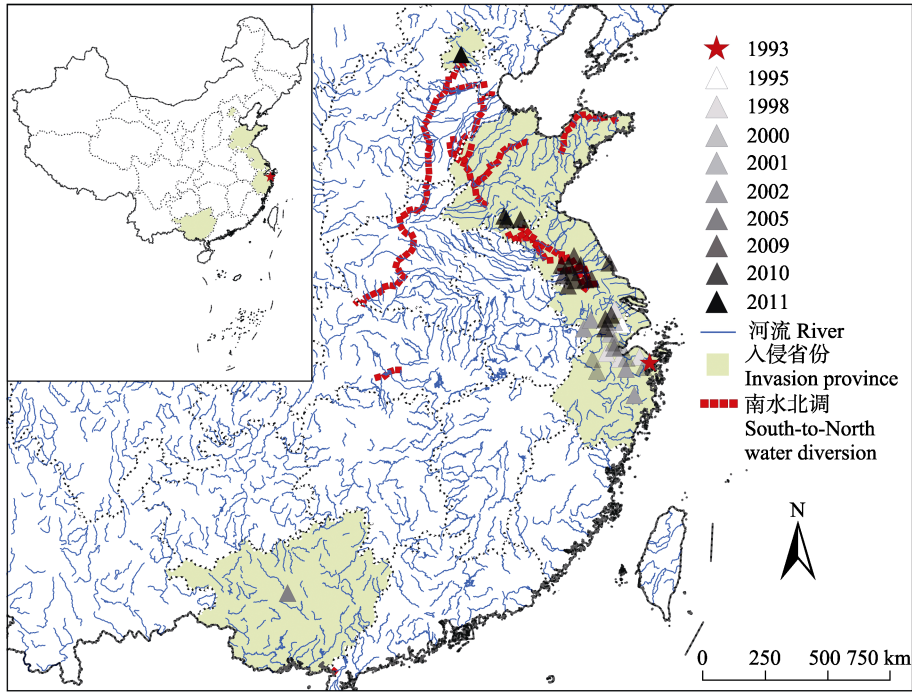 1993
1995
1998
2000
2001
2002
2005
2009
2010
2011
河流 River
入侵省份
Invasion province
南水北调
South-to-North
water diversion
N
0 250 500 750 km